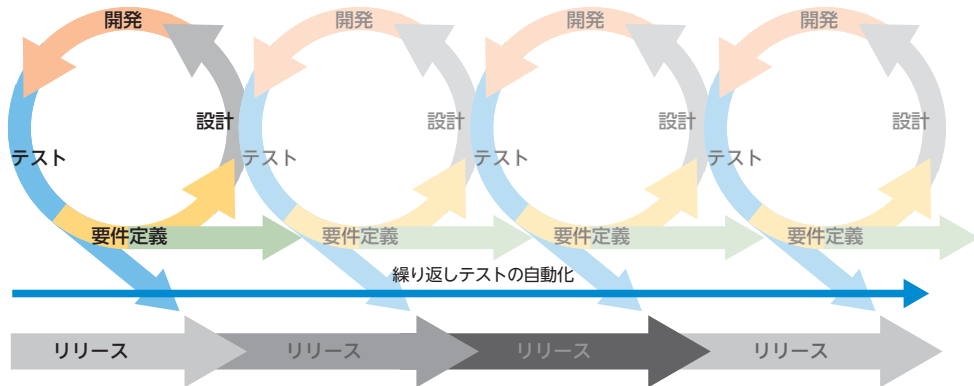 開発
開発
開発
開発
設計
設計
設計
設計
テスト
テスト
テスト
テスト
要件定義
要件定義
要件定義
要件定義
繰り返しテストの自動化
リリース
リリース
リリース
リリース